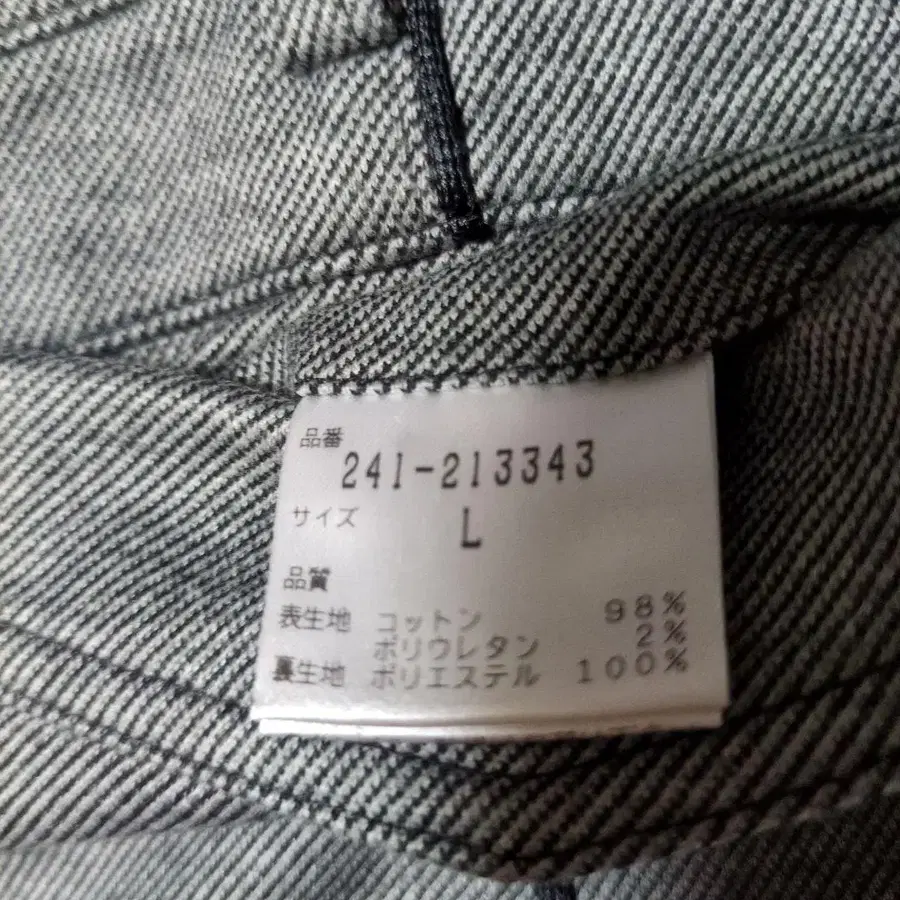 品番
241-213343
サイズ
L
品質
表生地 コットン 98%
ポリウレタン 2%
裏生地 ポリエステル 100%